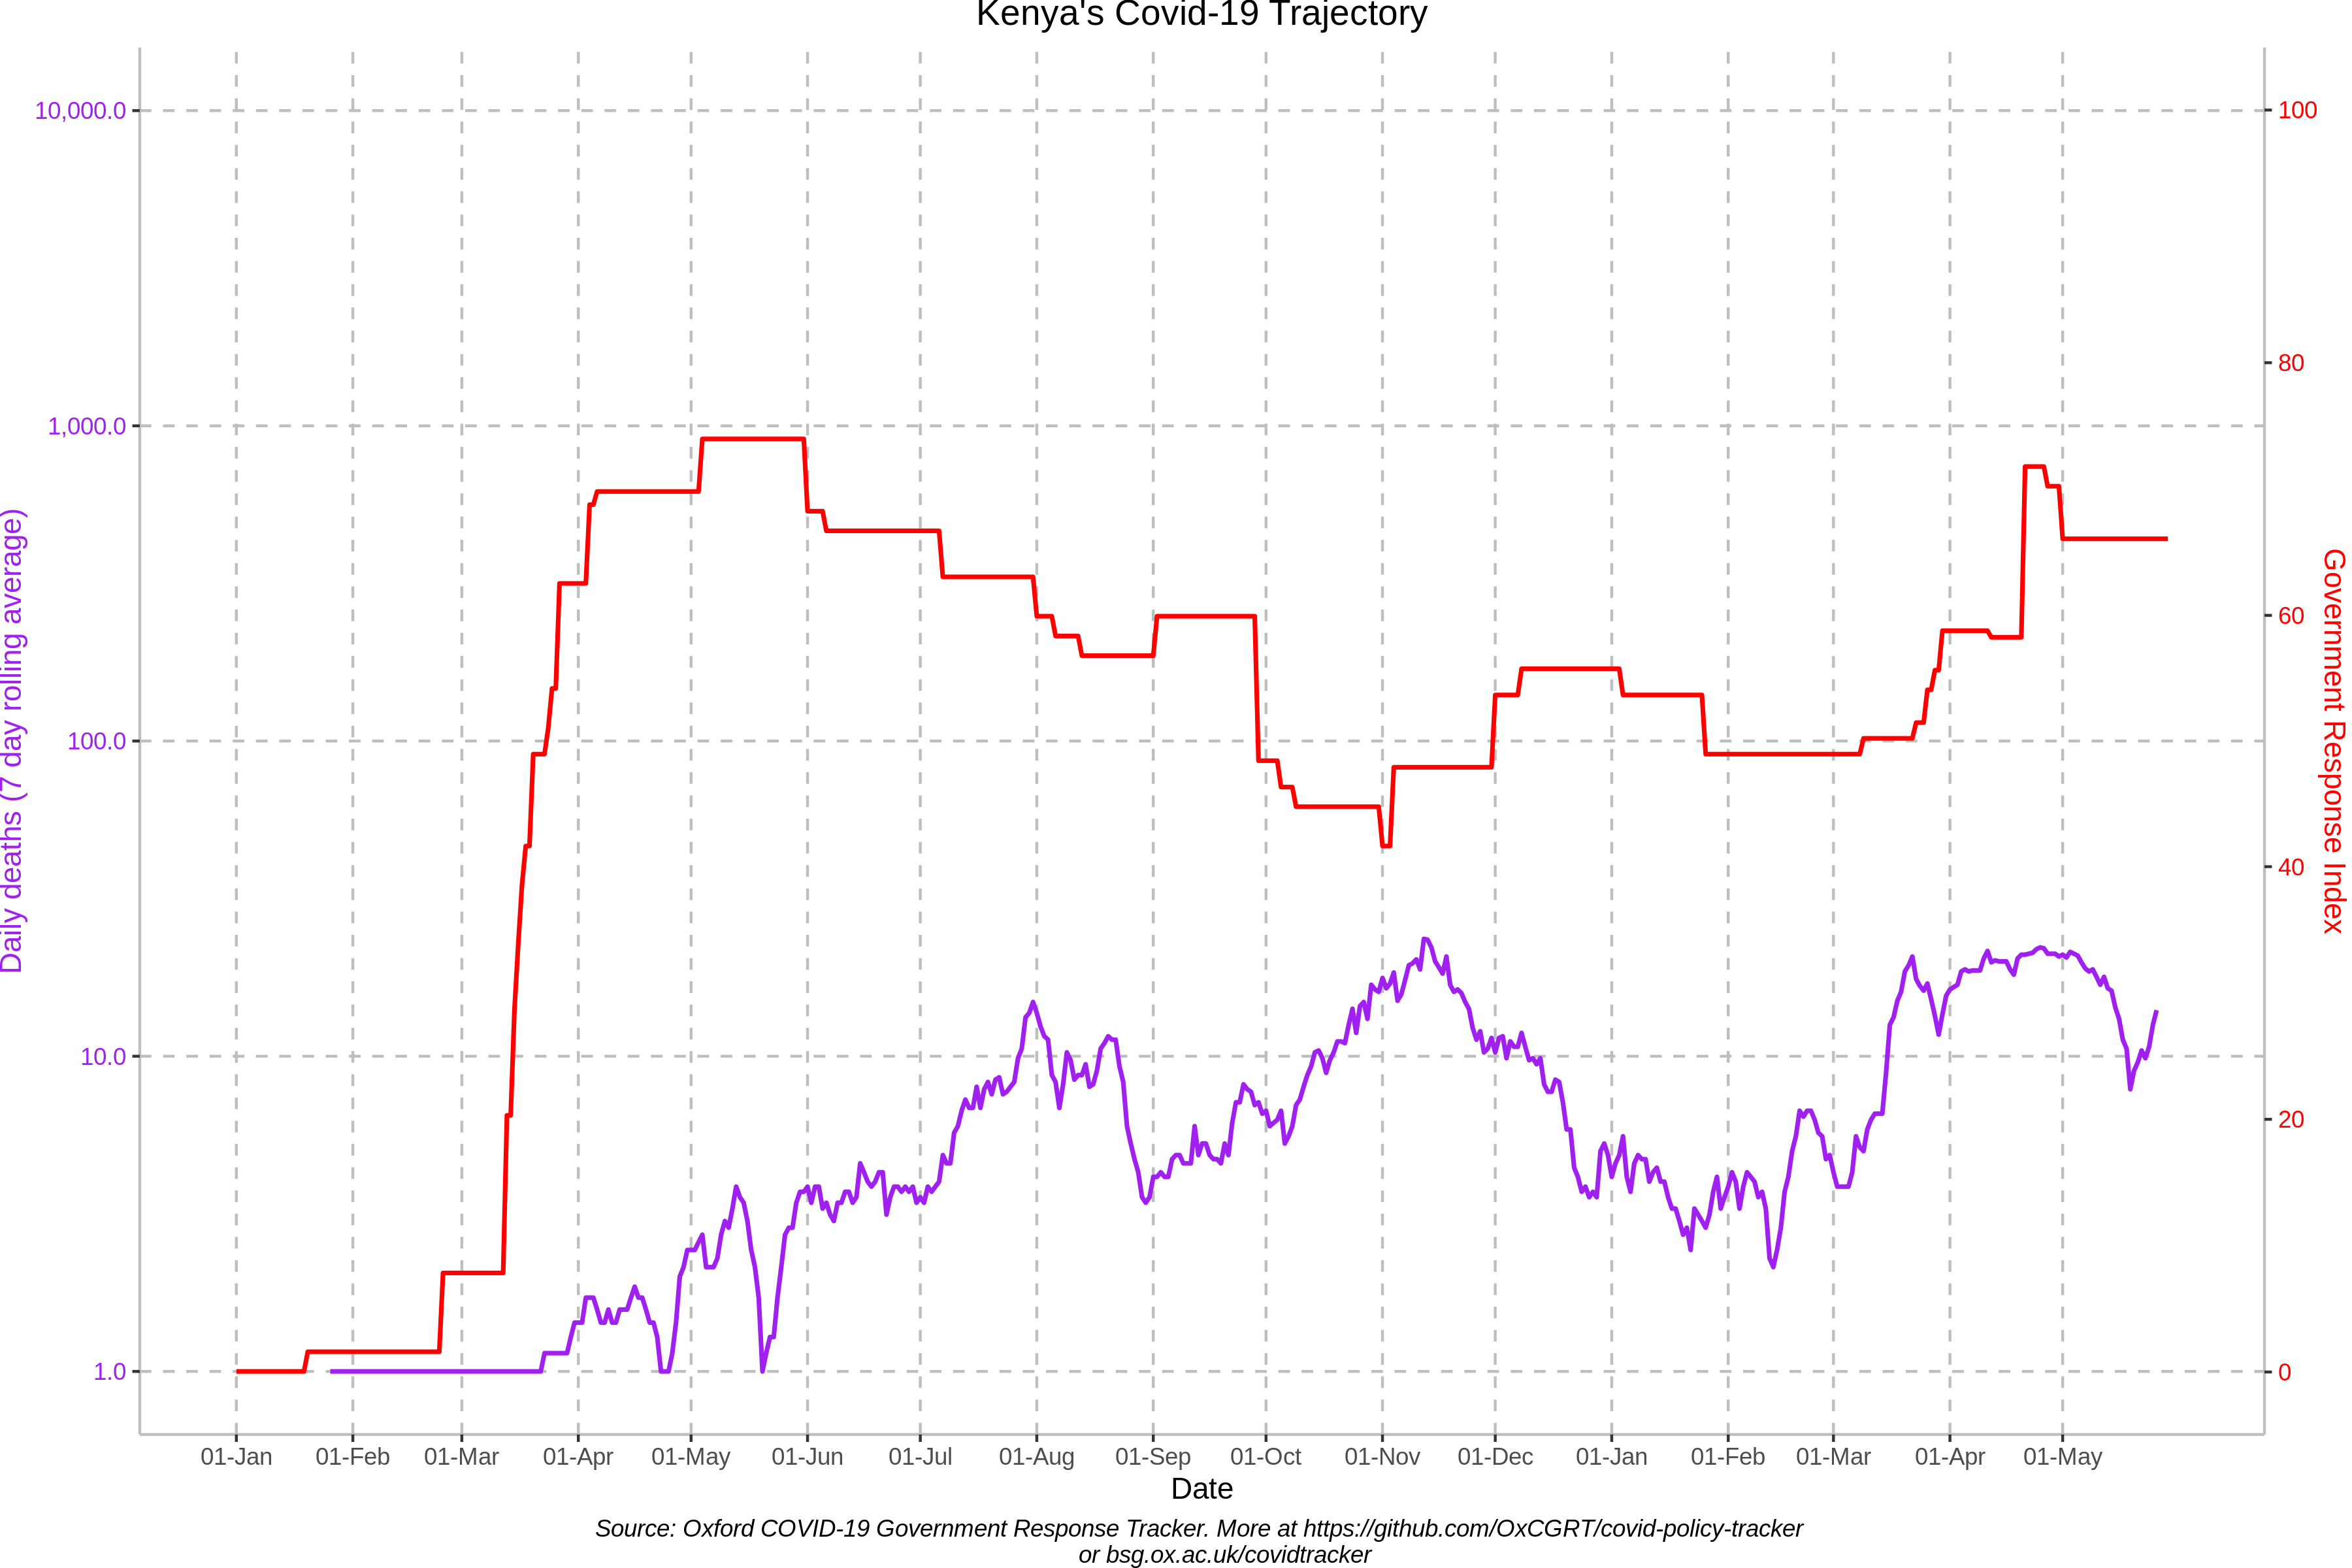 Kenya's Covid-19 Trajectory
10,000.0
1,000.0
100.0
10.0
1.0
Daily deaths (7 day rolling average)
100
80
60
40
20
0
Government Response Index
01-Jan
01-Feb
01-Mar
01-Apr
01-May
01-Jun
01-Jul
01-Aug
01-Sep
01-Oct
01-Nov
01-Dec
01-Jan
01-Feb
01-Mar
01-Apr
01-May
Date
Source: Oxford COVID-19 Government Response Tracker. More at https://github.com/OxCGRT/covid-policy-tracker
or bsg.ox.ac.uk/covidtracker